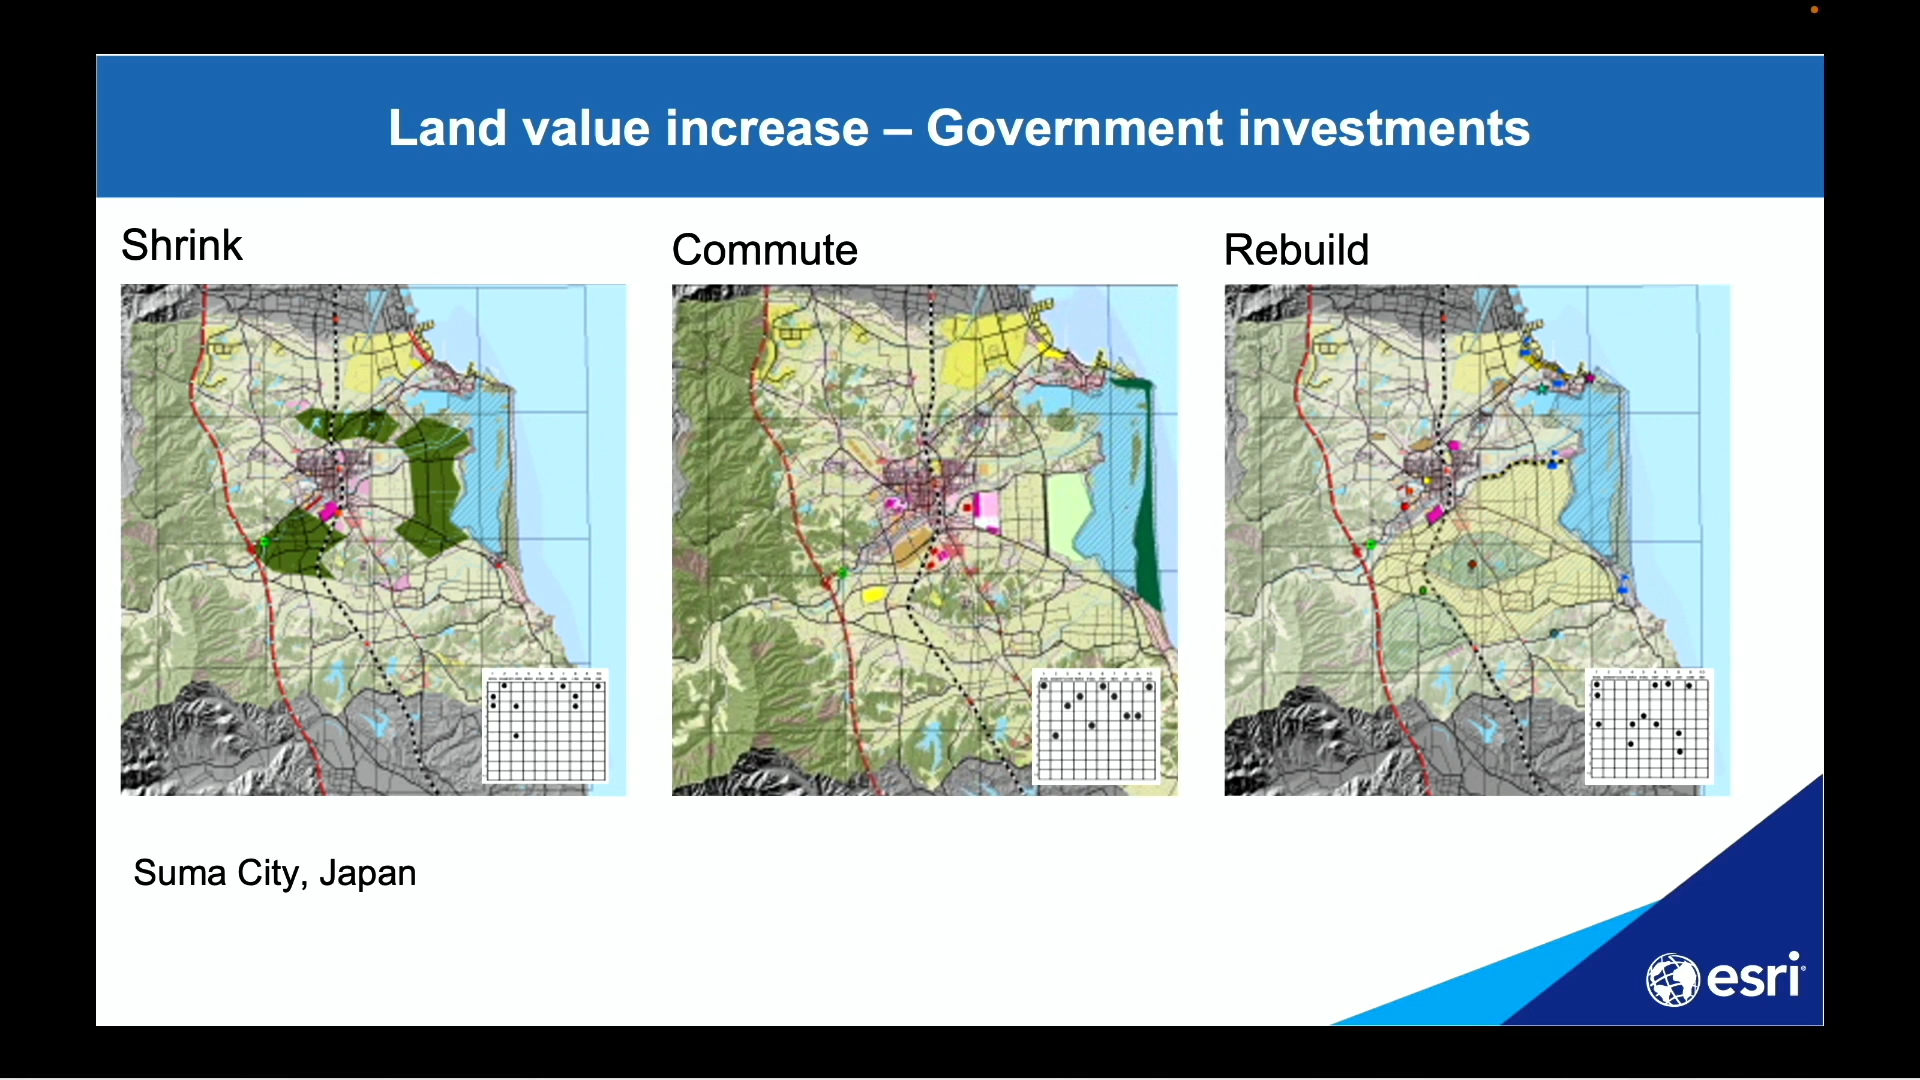 Land value increase – Government investments
Shrink
Commute
Rebuild
Suma City, Japan
esri